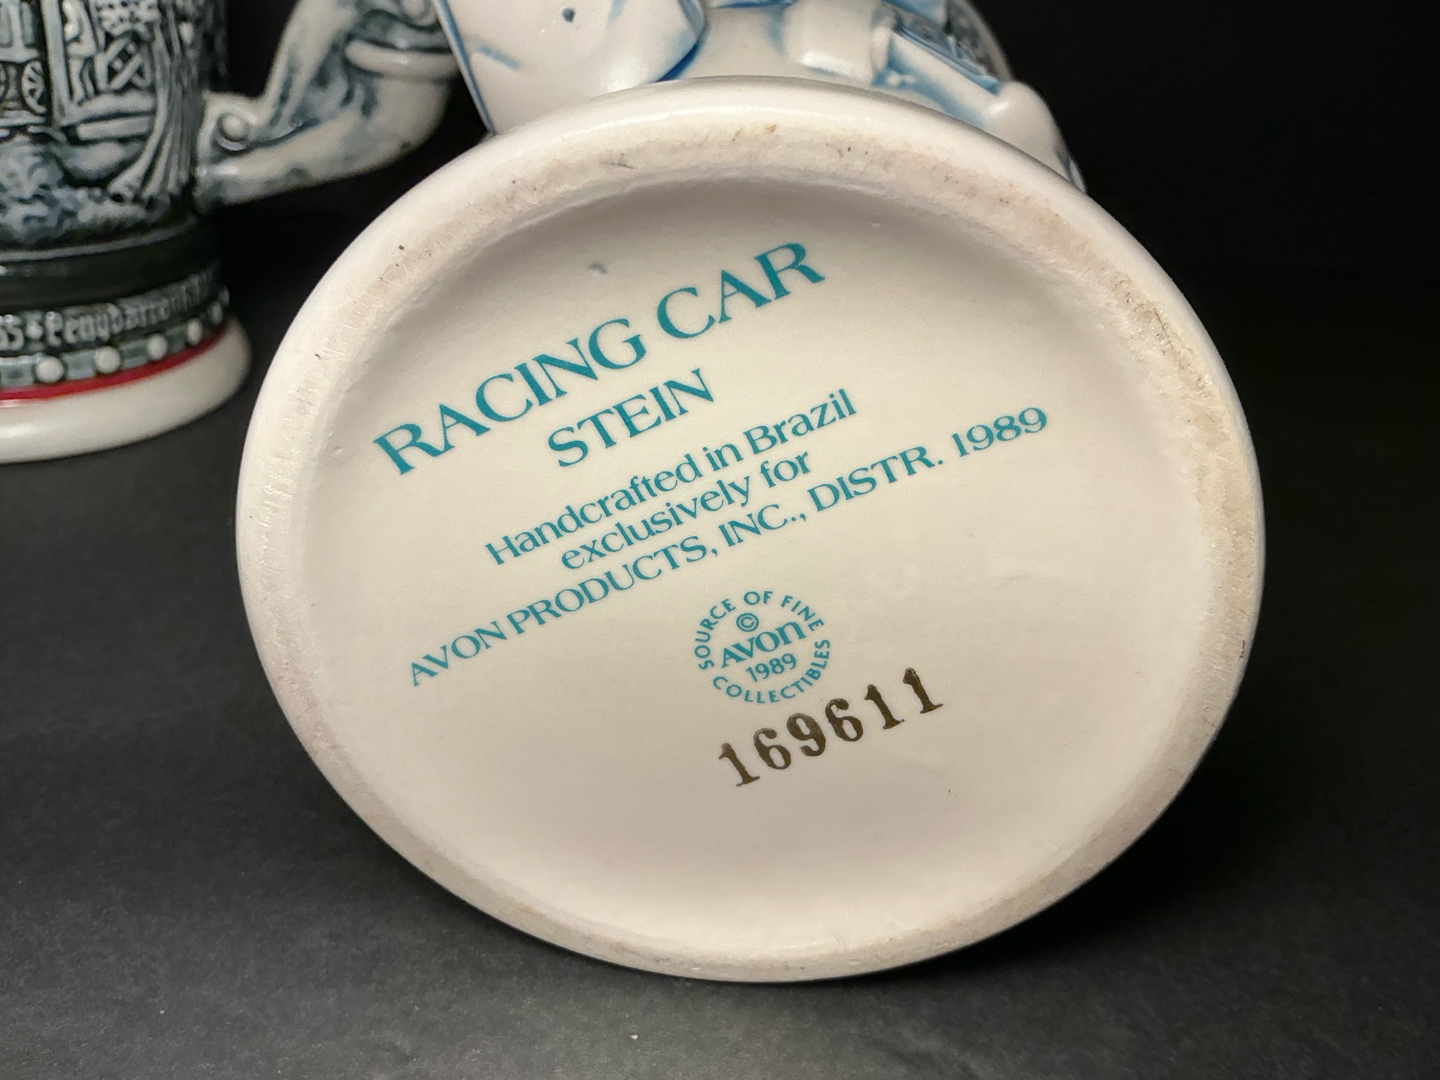 RACING CAR
STEIN
Handcrafted in Brazil
exclusively for
AVON PRODUCTS, INC., DISTR. 1989
SOURCE OF FINE
©
AVON
1989
COLLECTIBLES
169611